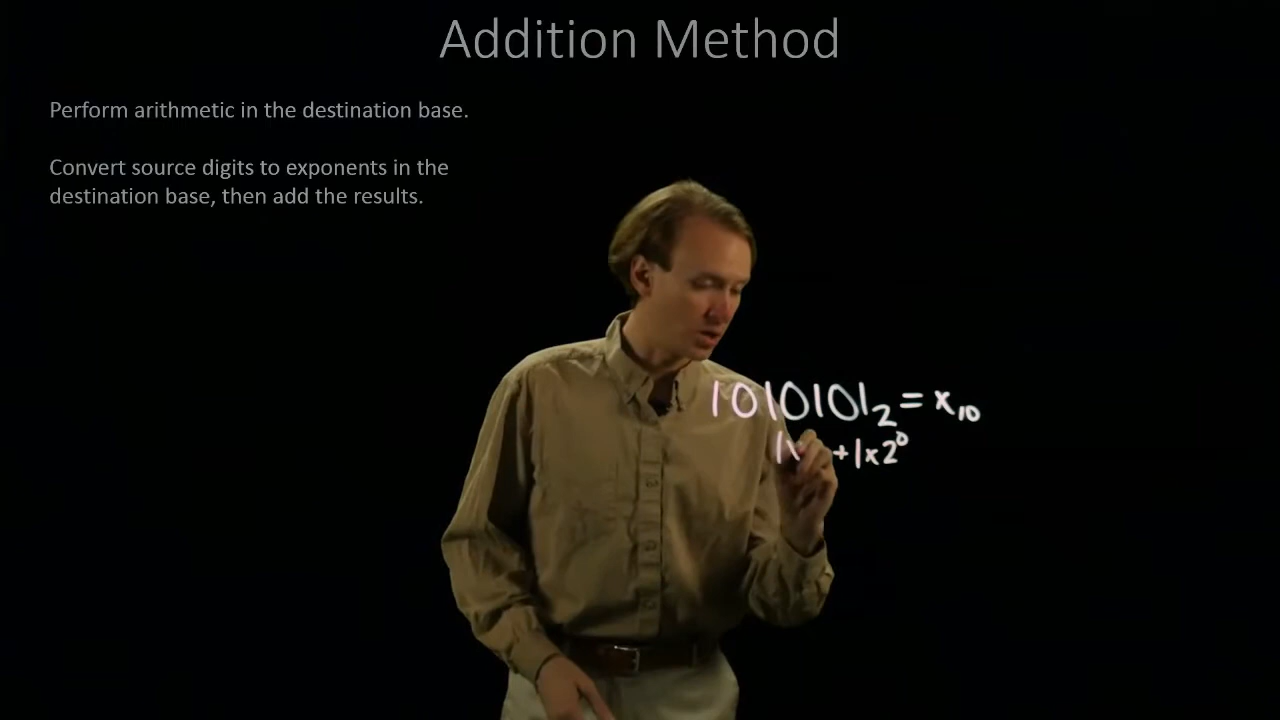 Addition Method
Perform arithmetic in the destination base.
Convert source digits to exponents in the
destination base, then add the results.
1010101₂ = x₁₀
1x + 1x2⁰